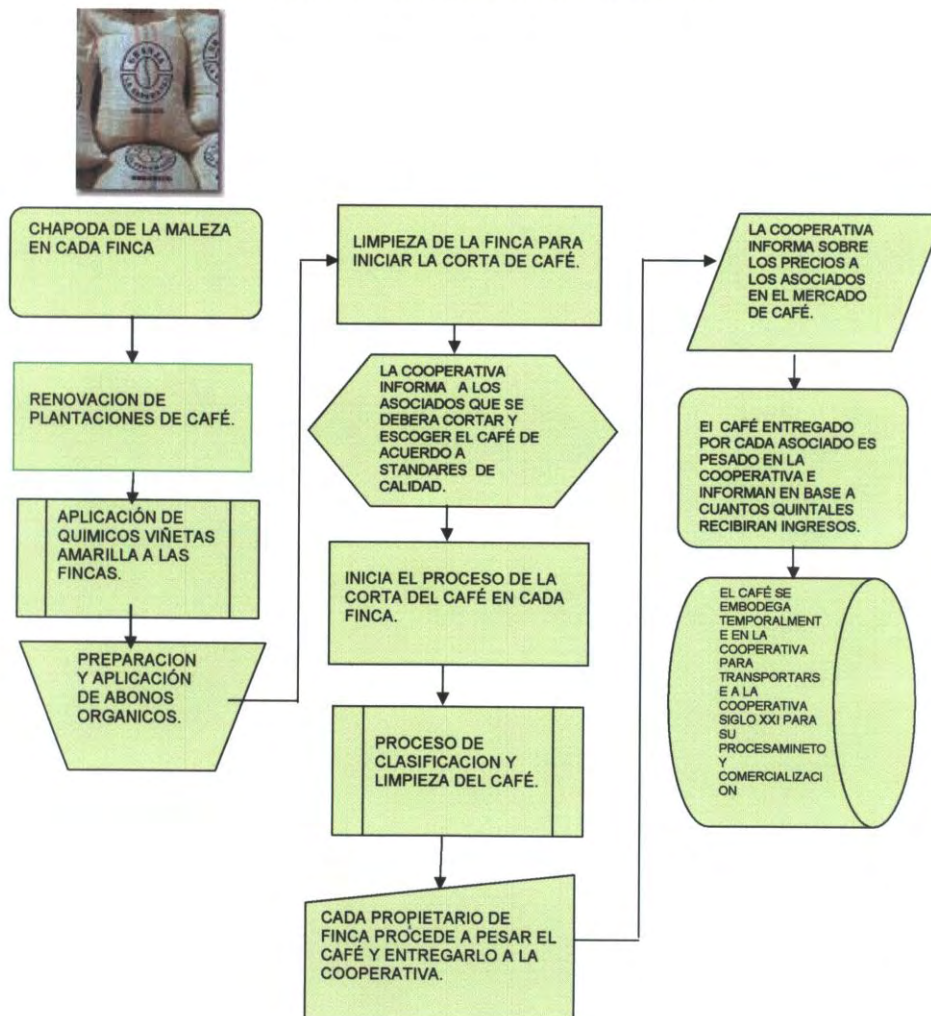 GRANJA
LA ESPERANZA
CHAPODA DE LA MALEZA
EN CADA FINCA
RENOVACION DE
PLANTACIONES DE CAFÉ.
APLICACIÓN DE
QUIMICOS VIÑETAS
AMARILLA A LAS
FINCAS.
PREPARACION
Y APLICACIÓN
DE ABONOS
ORGANICOS.
LIMPIEZA DE LA FINCA PARA
INICIAR LA CORTA DE CAFÉ.
LA COOPERATIVA
INFORMA A LOS
ASOCIADOS QUE SE
DEBERA CORTAR Y
ESCOGER EL CAFÉ DE
ACUERDO A
STANDARES DE
CALIDAD.
INICIA EL PROCESO DE LA
CORTA DEL CAFÉ EN CADA
FINCA.
PROCESO DE
CLASIFICACION Y
LIMPIEZA DEL CAFÉ.
CADA PROPIETARIO DE
FINCA PROCEDE A PESAR EL
CAFÉ Y ENTREGARLO A LA
COOPERATIVA.
LA COOPERATIVA
INFORMA SOBRE
LOS PRECIOS A
LOS ASOCIADOS
EN EL MERCADO
DE CAFÉ.
El CAFÉ ENTREGADO
POR CADA ASOCIADO ES
PESADO EN LA
COOPERATIVA E
INFORMAN EN BASE A
CUANTOS QUINTALES
RECIBIRAN INGRESOS.
EL CAFÉ SE
EMBODEGA
TEMPORALMENT
E EN LA
COOPERATIVA
PARA
TRANSPORTARS
E A LA
COOPERATIVA
SIGLO XXI PARA
SU
PROCESAMINETO
Y
COMERCIALIZACI
ON